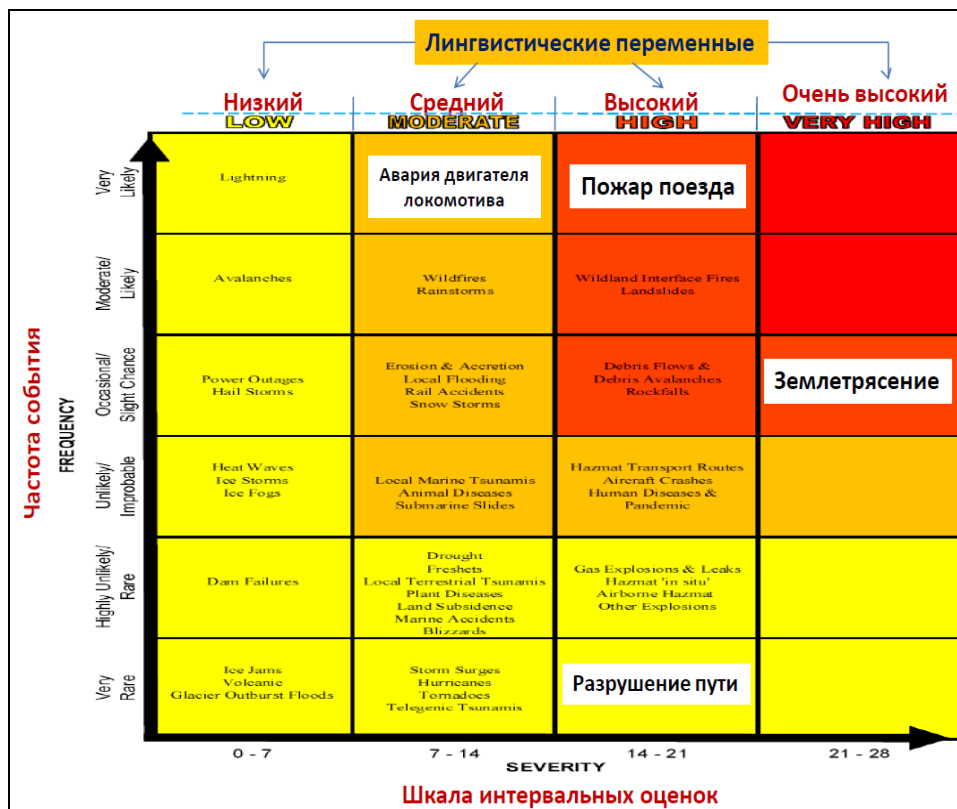 Лингвистические переменные
Низкий
Средний
Высокий
Очень высокий
LOW
MODERATE
HIGH
VERY HIGH
Частота события
FREQUENCY
Very
Likely
Lightning
Авария двигателя
локомотива
Пожар поезда
Moderate/
Likely
Avalanches
Wildfires
Rainstorms
Wildland Interface Fires
Landslides
Occasional/
Slight Chance
Power Outages
Hail Storms
Erosion & Accretion
Local Flooding
Rail Accidents
Snow Storms
Debris Flows &
Debris Avalanches
Rockfalls
Землетрясение
Unlikely/
Improbable
Heat Waves
Ice Storms
Ice Fogs
Local Marine Tsunamis
Animal Diseases
Submarine Slides
Hazmat Transport Routes
Aircraft Crashes
Human Diseases &
Pandemic
Highly Unlikely/
Rare
Dam Failures
Drought
Freshets
Local Terrestrial Tsunamis
Plant Diseases
Land Subsidence
Marine Accidents
Blizzards
Gas Explosions & Leaks
Hazmat 'in situ'
Airborne Hazmat
Other Explosions
Very
Rare
Ice Jams
Volcanic
Glacier Outburst Floods
Storm Surges
Hurricanes
Tornadoes
Telegenic Tsunamis
Разрушение пути
0 - 7
7 - 14
14 - 21
21 - 28
SEVERITY
Шкала интервальных оценок